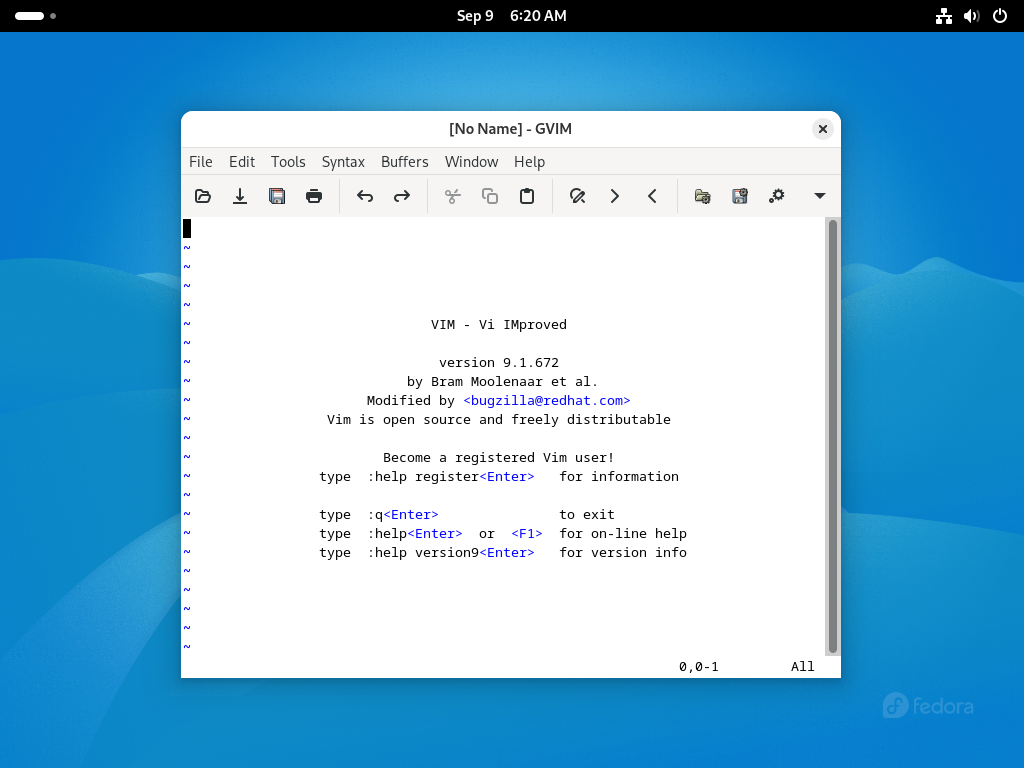 Sep 9 6:20 AM
[No Name] - GVIM
File Edit Tools Syntax Buffers Window Help
~
~
~
~
~ VIM - Vi IMproved
~
~ version 9.1.672
~ by Bram Moolenaar et al.
~ Modified by <bugzilla@redhat.com>
~ Vim is open source and freely distributable
~
~ Become a registered Vim user!
~ type :help register<Enter> for information
~
~ type :q<Enter> to exit
~ type :help<Enter> or <F1> for on-line help
~ type :help version9<Enter> for version info
~
~
~
~
~
0,0-1 All
fedora